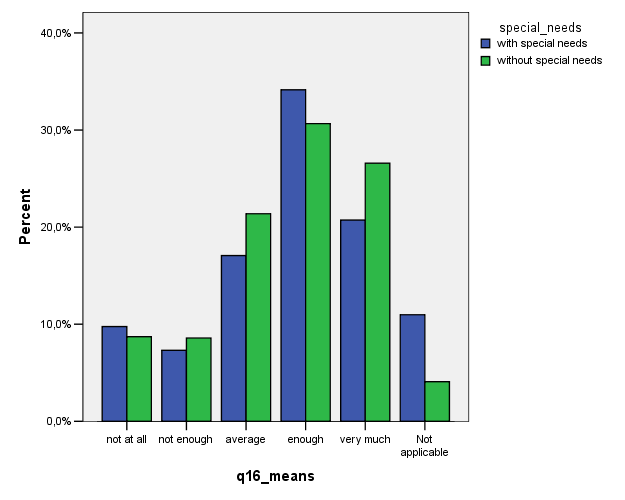 special_needs
with special needs
without special needs
40,0%
30,0%
20,0%
10,0%
0,0%
Percent
not at all
not enough
average
enough
very much
Not
applicable
q16_means